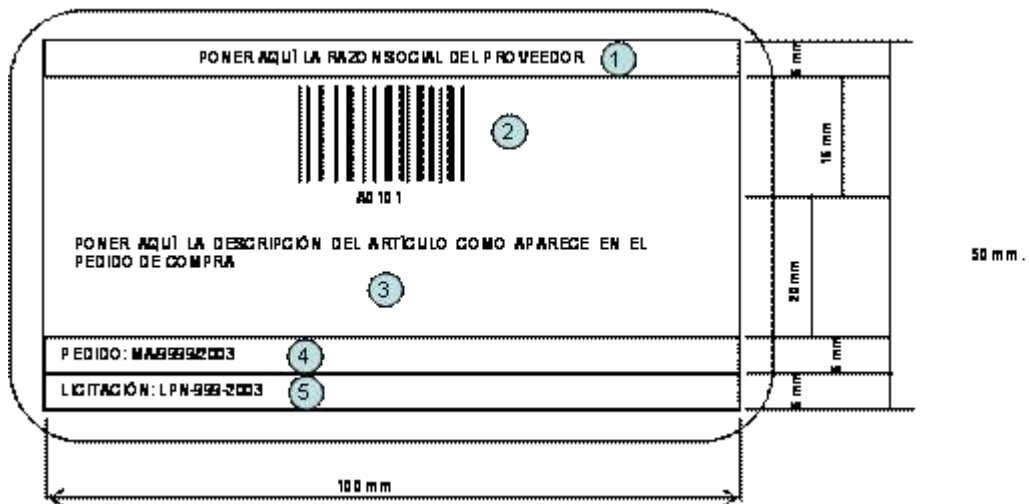 PONER AQUÍ LA RAZON SOCIAL DEL PROVEEDOR 1
5 mm
2
15 mm
A0101
PONER AQUÍ LA DESCRIPCIÓN DEL ARTÍCULO COMO APARECE EN EL
PEDIDO DE COMPRA
50 mm.
20 mm
3
PEDIDO: MA/9999/2003 4
5 mm
LICITACIÓN: LPN-999-2003 5
5 mm
100 mm